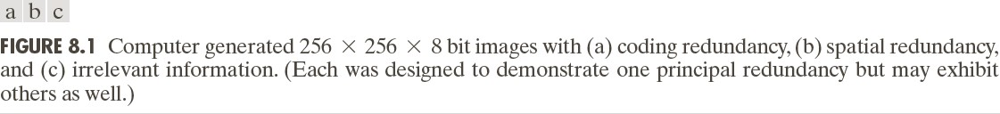 a b c
FIGURE 8.1 Computer generated 256 × 256 × 8 bit images with (a) coding redundancy, (b) spatial redundancy,
and (c) irrelevant information. (Each was designed to demonstrate one principal redundancy but may exhibit
others as well.)